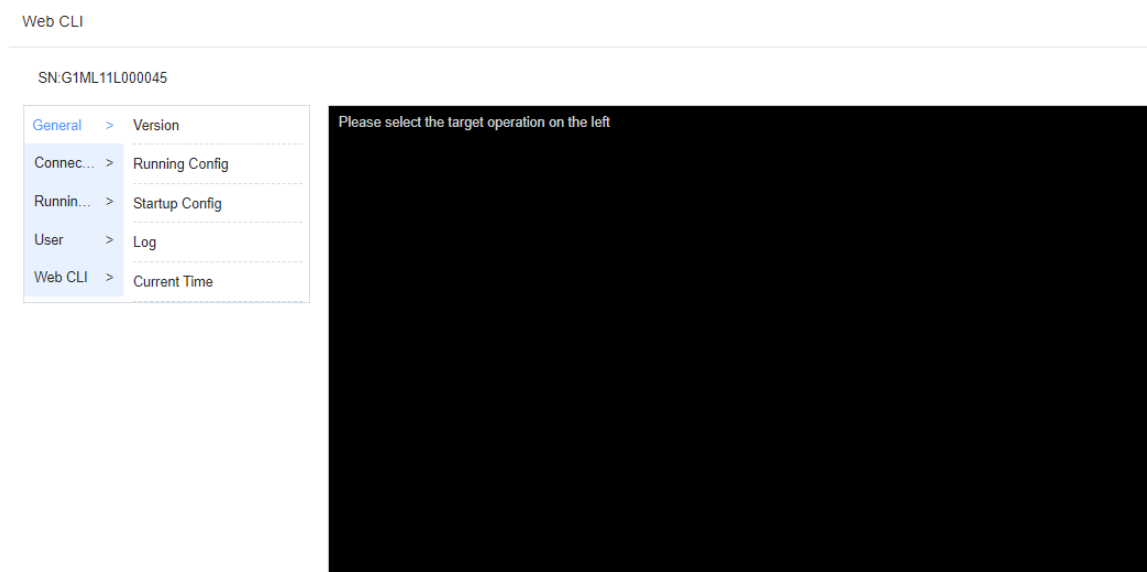 Web CLI
SN:G1ML11L000045
General >
Connec... >
Runnin... >
User >
Web CLI >
Version
Running Config
Startup Config
Log
Current Time
Please select the target operation on the left